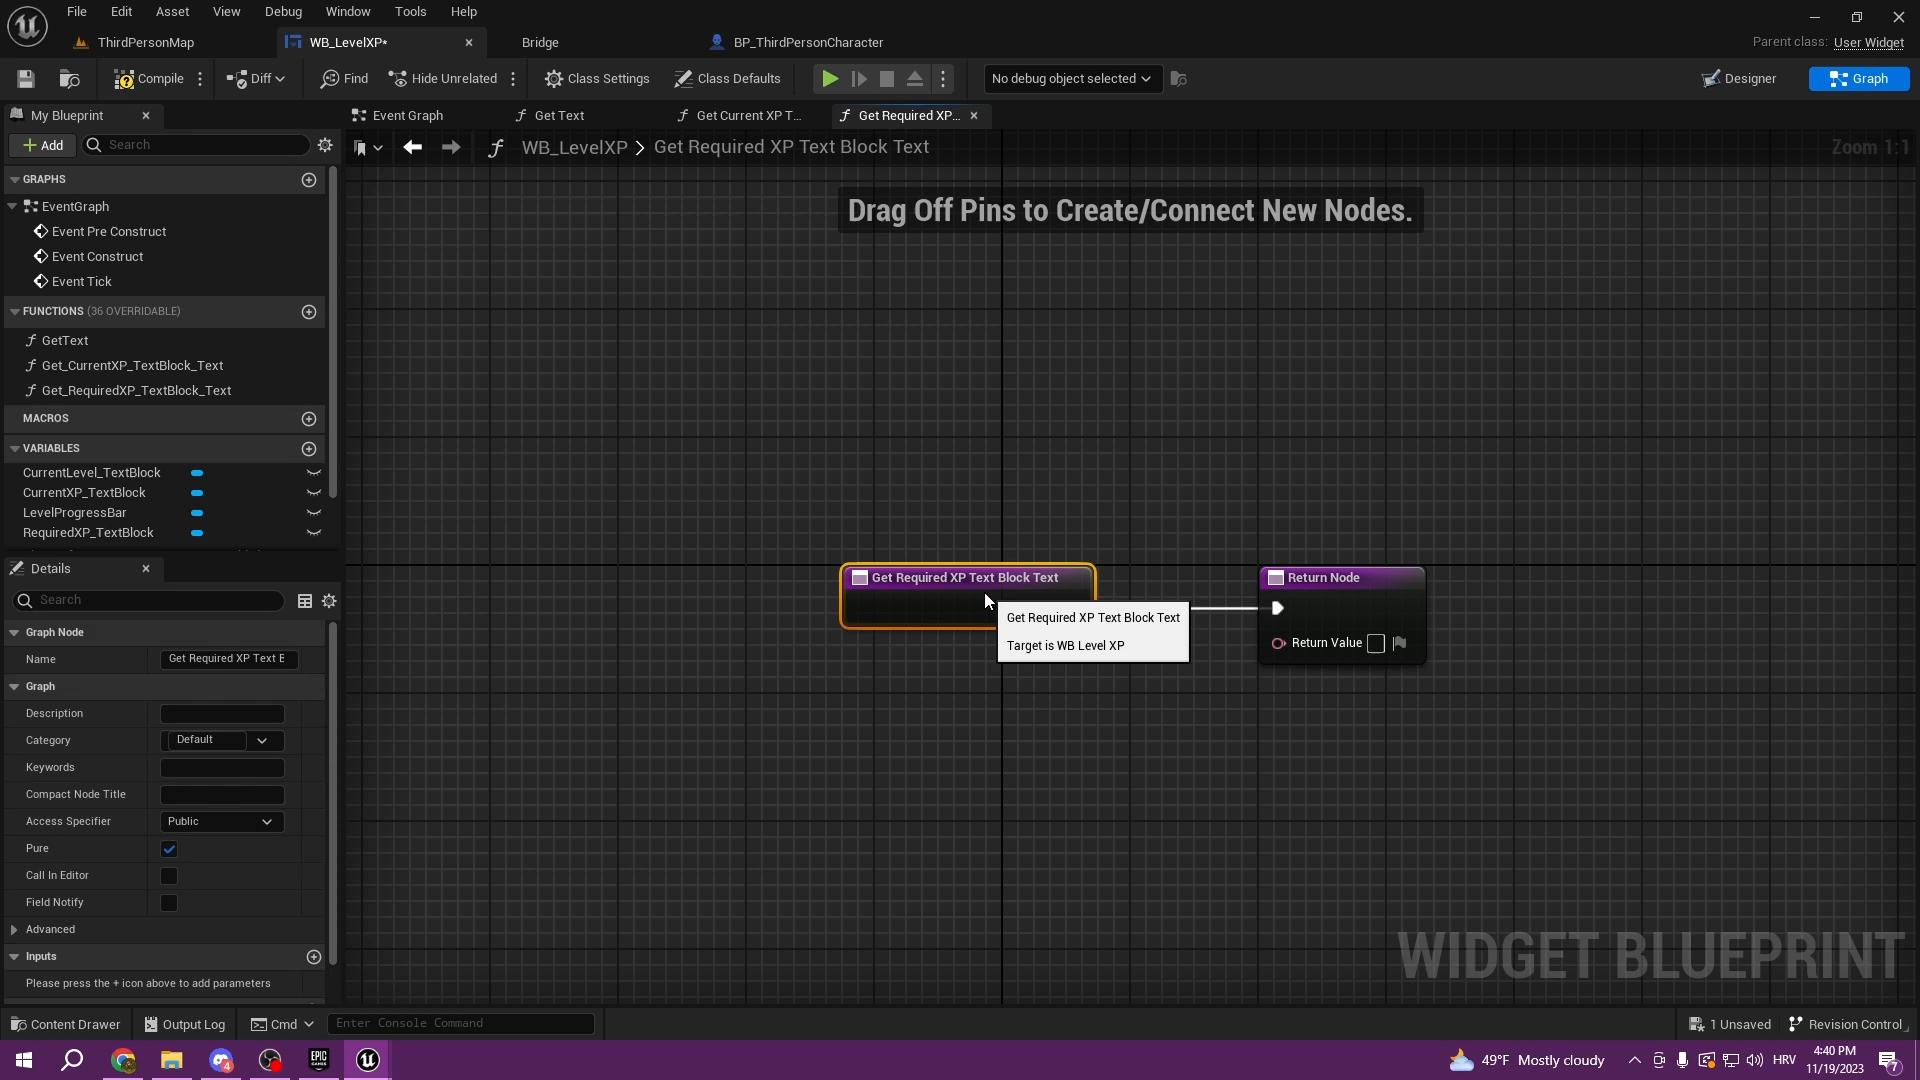 File Edit Asset View Debug Window Tools Help
ThirdPersonMap WB_LevelXP* Bridge BP_ThirdPersonCharacter Parent class: User Widget
Compile Diff Find Hide Unrelated Class Settings Class Defaults No debug object selected Designer Graph
My Blueprint
Event Graph Get Text Get Current XP T... Get Required XP...
Add Search
WB_LevelXP > Get Required XP Text Block Text Zoom 1:1
GRAPHS
EventGraph
Event Pre Construct
Event Construct
Event Tick
FUNCTIONS (36 OVERRIDABLE)
GetText
Get_CurrentXP_TextBlock_Text
Get_RequiredXP_TextBlock_Text
MACROS
VARIABLES
CurrentLevel_TextBlock
CurrentXP_TextBlock
LevelProgressBar
RequiredXP_TextBlock
Drag Off Pins to Create/Connect New Nodes.
Get Required XP Text Block Text
Get Required XP Text Block Text
Target is WB Level XP
Return Node
Return Value
WIDGET BLUEPRINT
Details
Search
Graph Node
Name Get Required XP Text B
Graph
Description
Category Default
Keywords
Compact Node Title
Access Specifier Public
Pure
Call In Editor
Field Notify
Advanced
Inputs
Please press the + icon above to add parameters
Content Drawer Output Log Cmd Enter Console Command 1 Unsaved Revision Control
49°F Mostly cloudy HRV 4:40 PM
11/19/2023
4
7
EPIC
GAMES